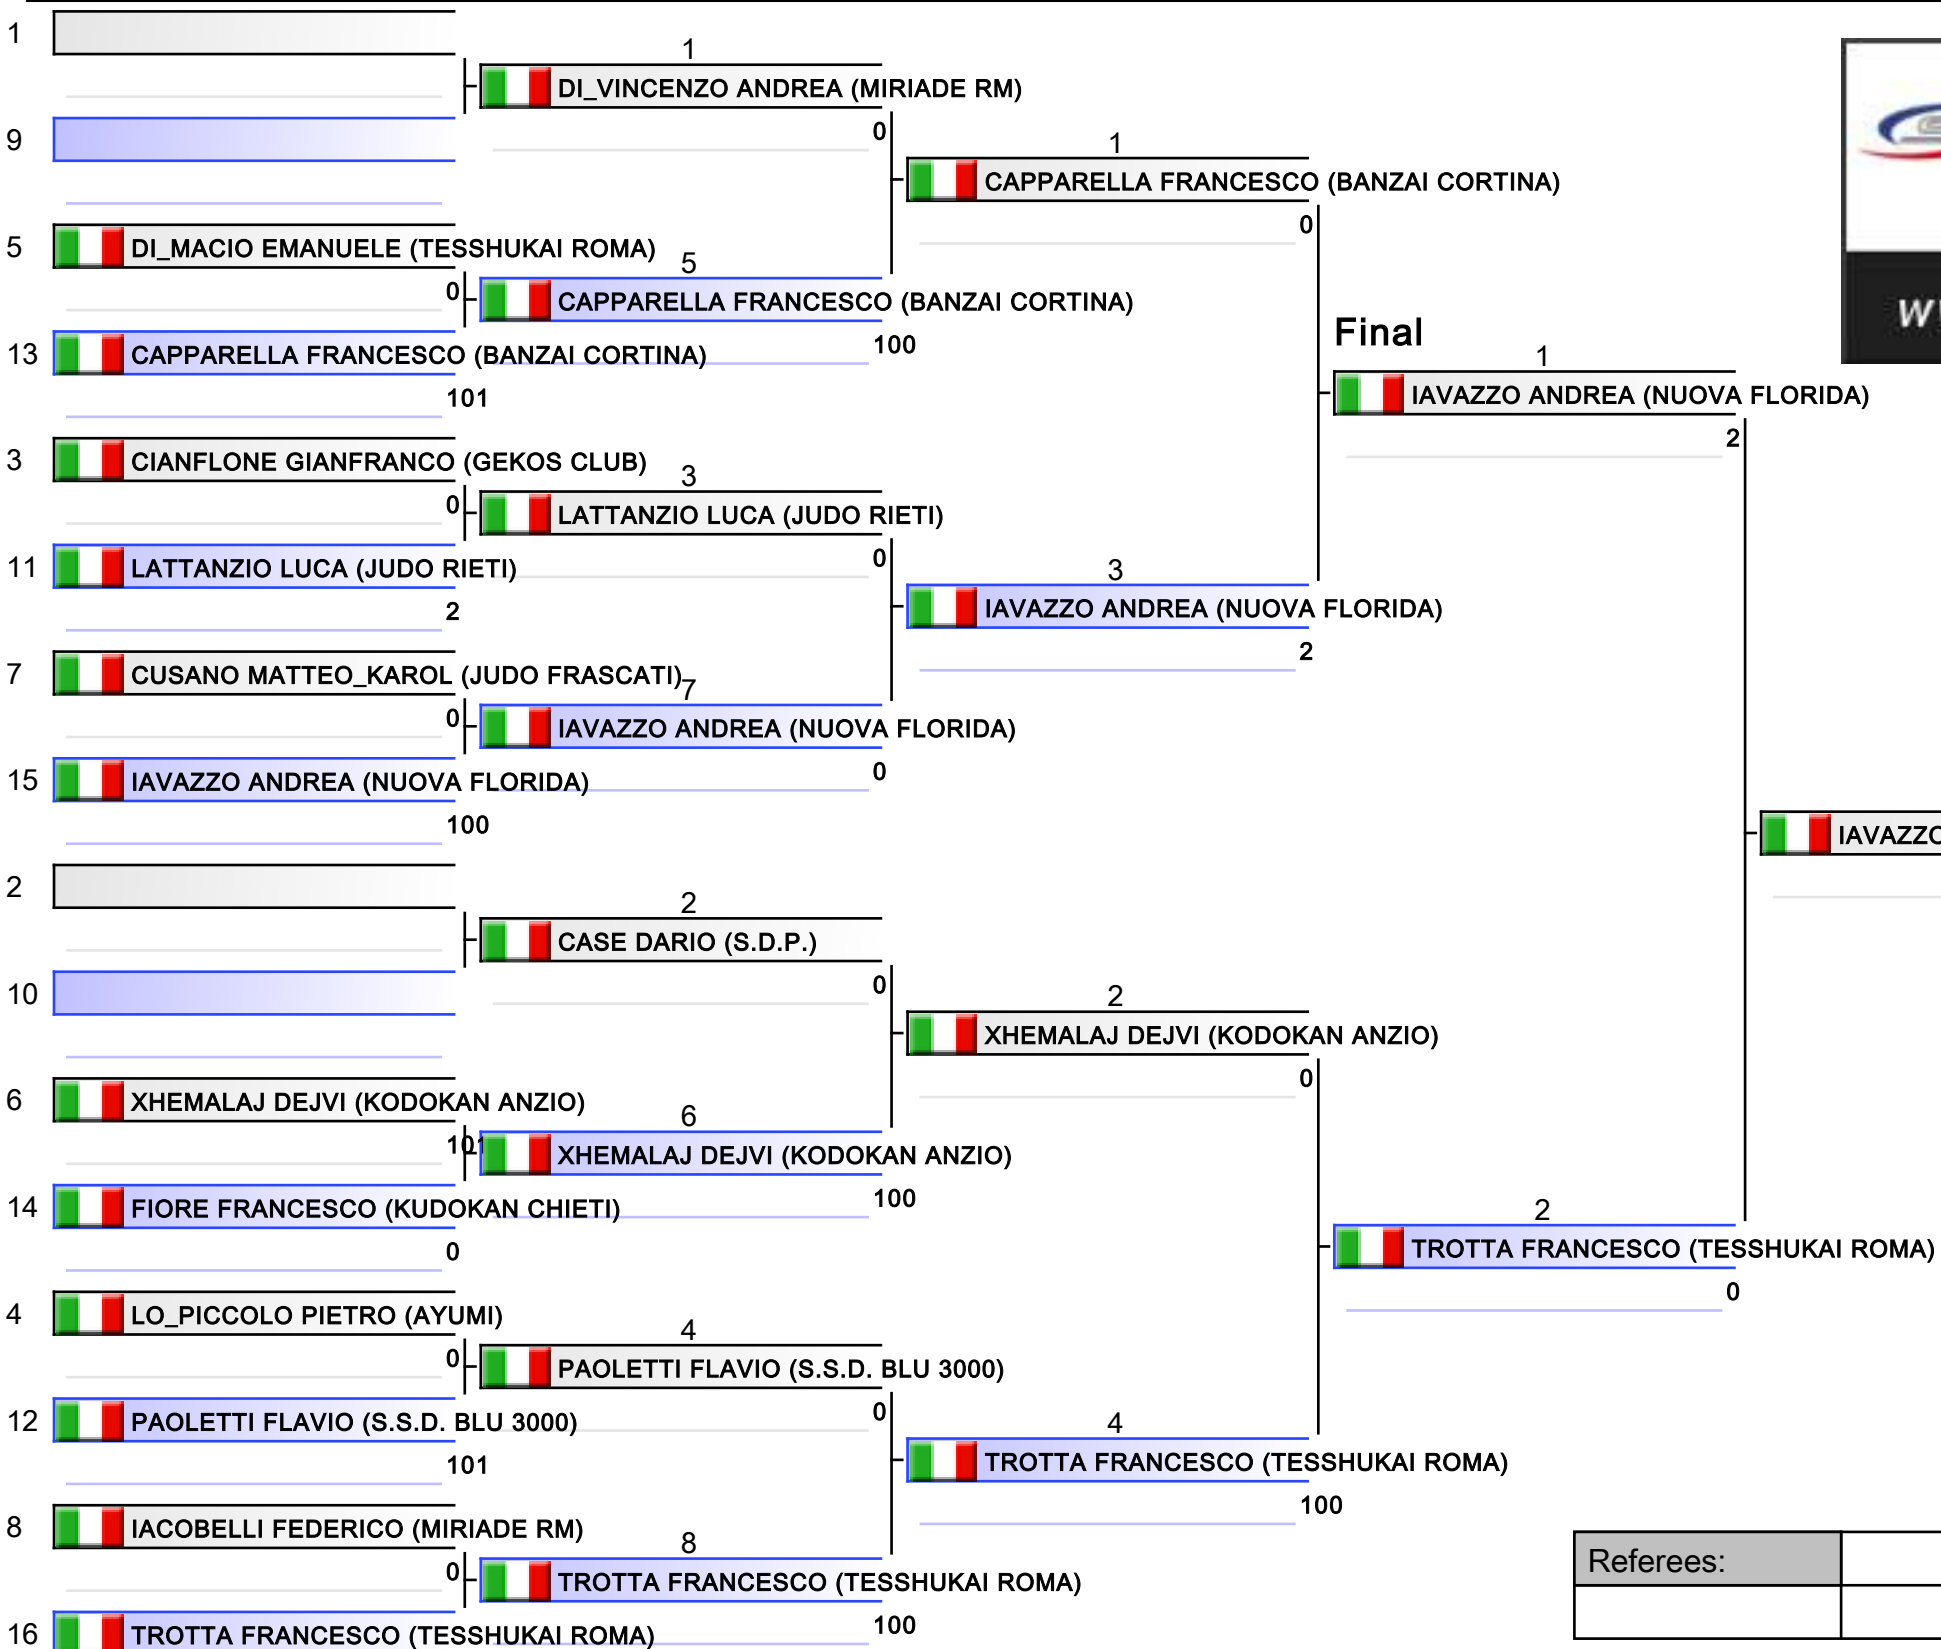 1
1
DI_VINCENZO ANDREA (MIRIADE RM)
0
9
1
CAPPARELLA FRANCESCO (BANZAI CORTINA)
0
5
DI_MACIO EMANUELE (TESSHUKAI ROMA)
5
0
CAPPARELLA FRANCESCO (BANZAI CORTINA)
100
13
CAPPARELLA FRANCESCO (BANZAI CORTINA)
101
Final
1
IAVAZZO ANDREA (NUOVA FLORIDA)
2
3
CIANFLONE GIANFRANCO (GEKOS CLUB)
3
0
LATTANZIO LUCA (JUDO RIETI)
0
11
LATTANZIO LUCA (JUDO RIETI)
2
3
IAVAZZO ANDREA (NUOVA FLORIDA)
2
7
CUSANO MATTEO_KAROL (JUDO FRASCATI)
7
0
IAVAZZO ANDREA (NUOVA FLORIDA)
0
15
IAVAZZO ANDREA (NUOVA FLORIDA)
100
IAVAZZO
2
2
CASE DARIO (S.D.P.)
0
10
2
XHEMALAJ DEJVI (KODOKAN ANZIO)
0
6
XHEMALAJ DEJVI (KODOKAN ANZIO)
6
101
XHEMALAJ DEJVI (KODOKAN ANZIO)
100
14
FIORE FRANCESCO (KUDOKAN CHIETI)
0
2
TROTTA FRANCESCO (TESSHUKAI ROMA)
0
4
LO_PICCOLO PIETRO (AYUMI)
4
0
PAOLETTI FLAVIO (S.S.D. BLU 3000)
0
12
PAOLETTI FLAVIO (S.S.D. BLU 3000)
101
4
TROTTA FRANCESCO (TESSHUKAI ROMA)
100
8
IACOBELLI FEDERICO (MIRIADE RM)
8
0
TROTTA FRANCESCO (TESSHUKAI ROMA)
100
16
TROTTA FRANCESCO (TESSHUKAI ROMA)
Referees: